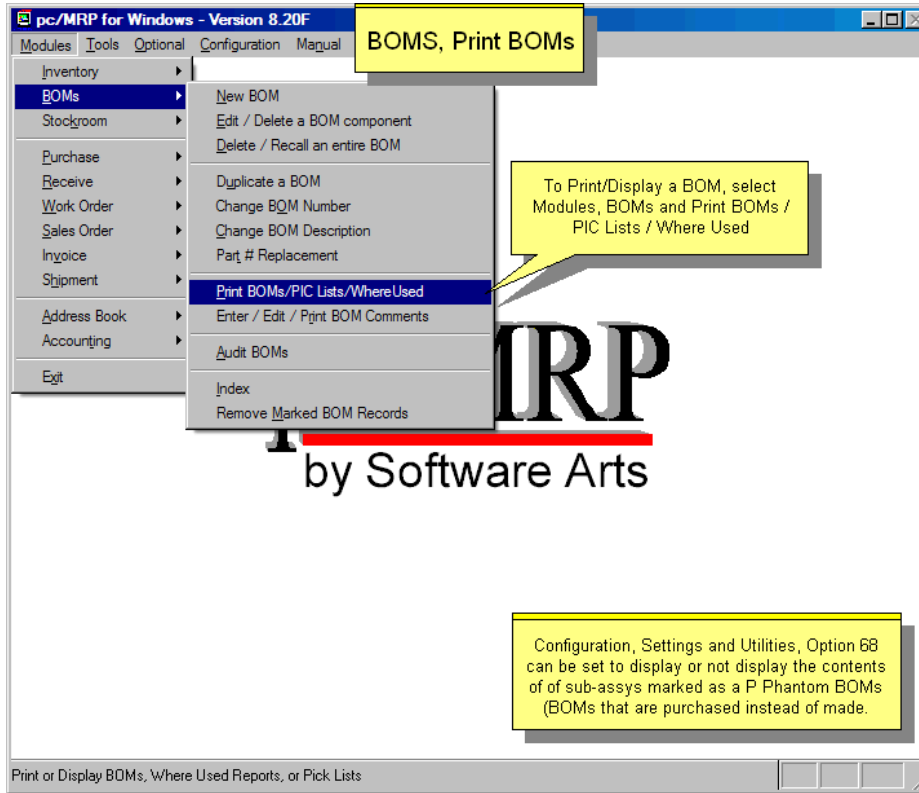 pc/MRP for Windows - Version 8.20F
Modules Tools Optional Configuration Manual
BOMS, Print BOMs
Inventory
BOMs
Stockroom
Purchase
Receive
Work Order
Sales Order
Invoice
Shipment
Address Book
Accounting
Exit
New BOM
Edit / Delete a BOM component
Delete / Recall an entire BOM
Duplicate a BOM
Change BOM Number
Change BOM Description
Part # Replacement
Print BOMs/PIC Lists/WhereUsed
Enter / Edit / Print BOM Comments
Audit BOMs
Index
Remove Marked BOM Records
To Print/Display a BOM, select
Modules, BOMs and Print BOMs /
PIC Lists / Where Used
MRP
by Software Arts
Configuration, Settings and Utilities, Option 68
can be set to display or not display the contents
of of sub-assys marked as a P Phantom BOMs
(BOMs that are purchased instead of made.
Print or Display BOMs, Where Used Reports, or Pick Lists